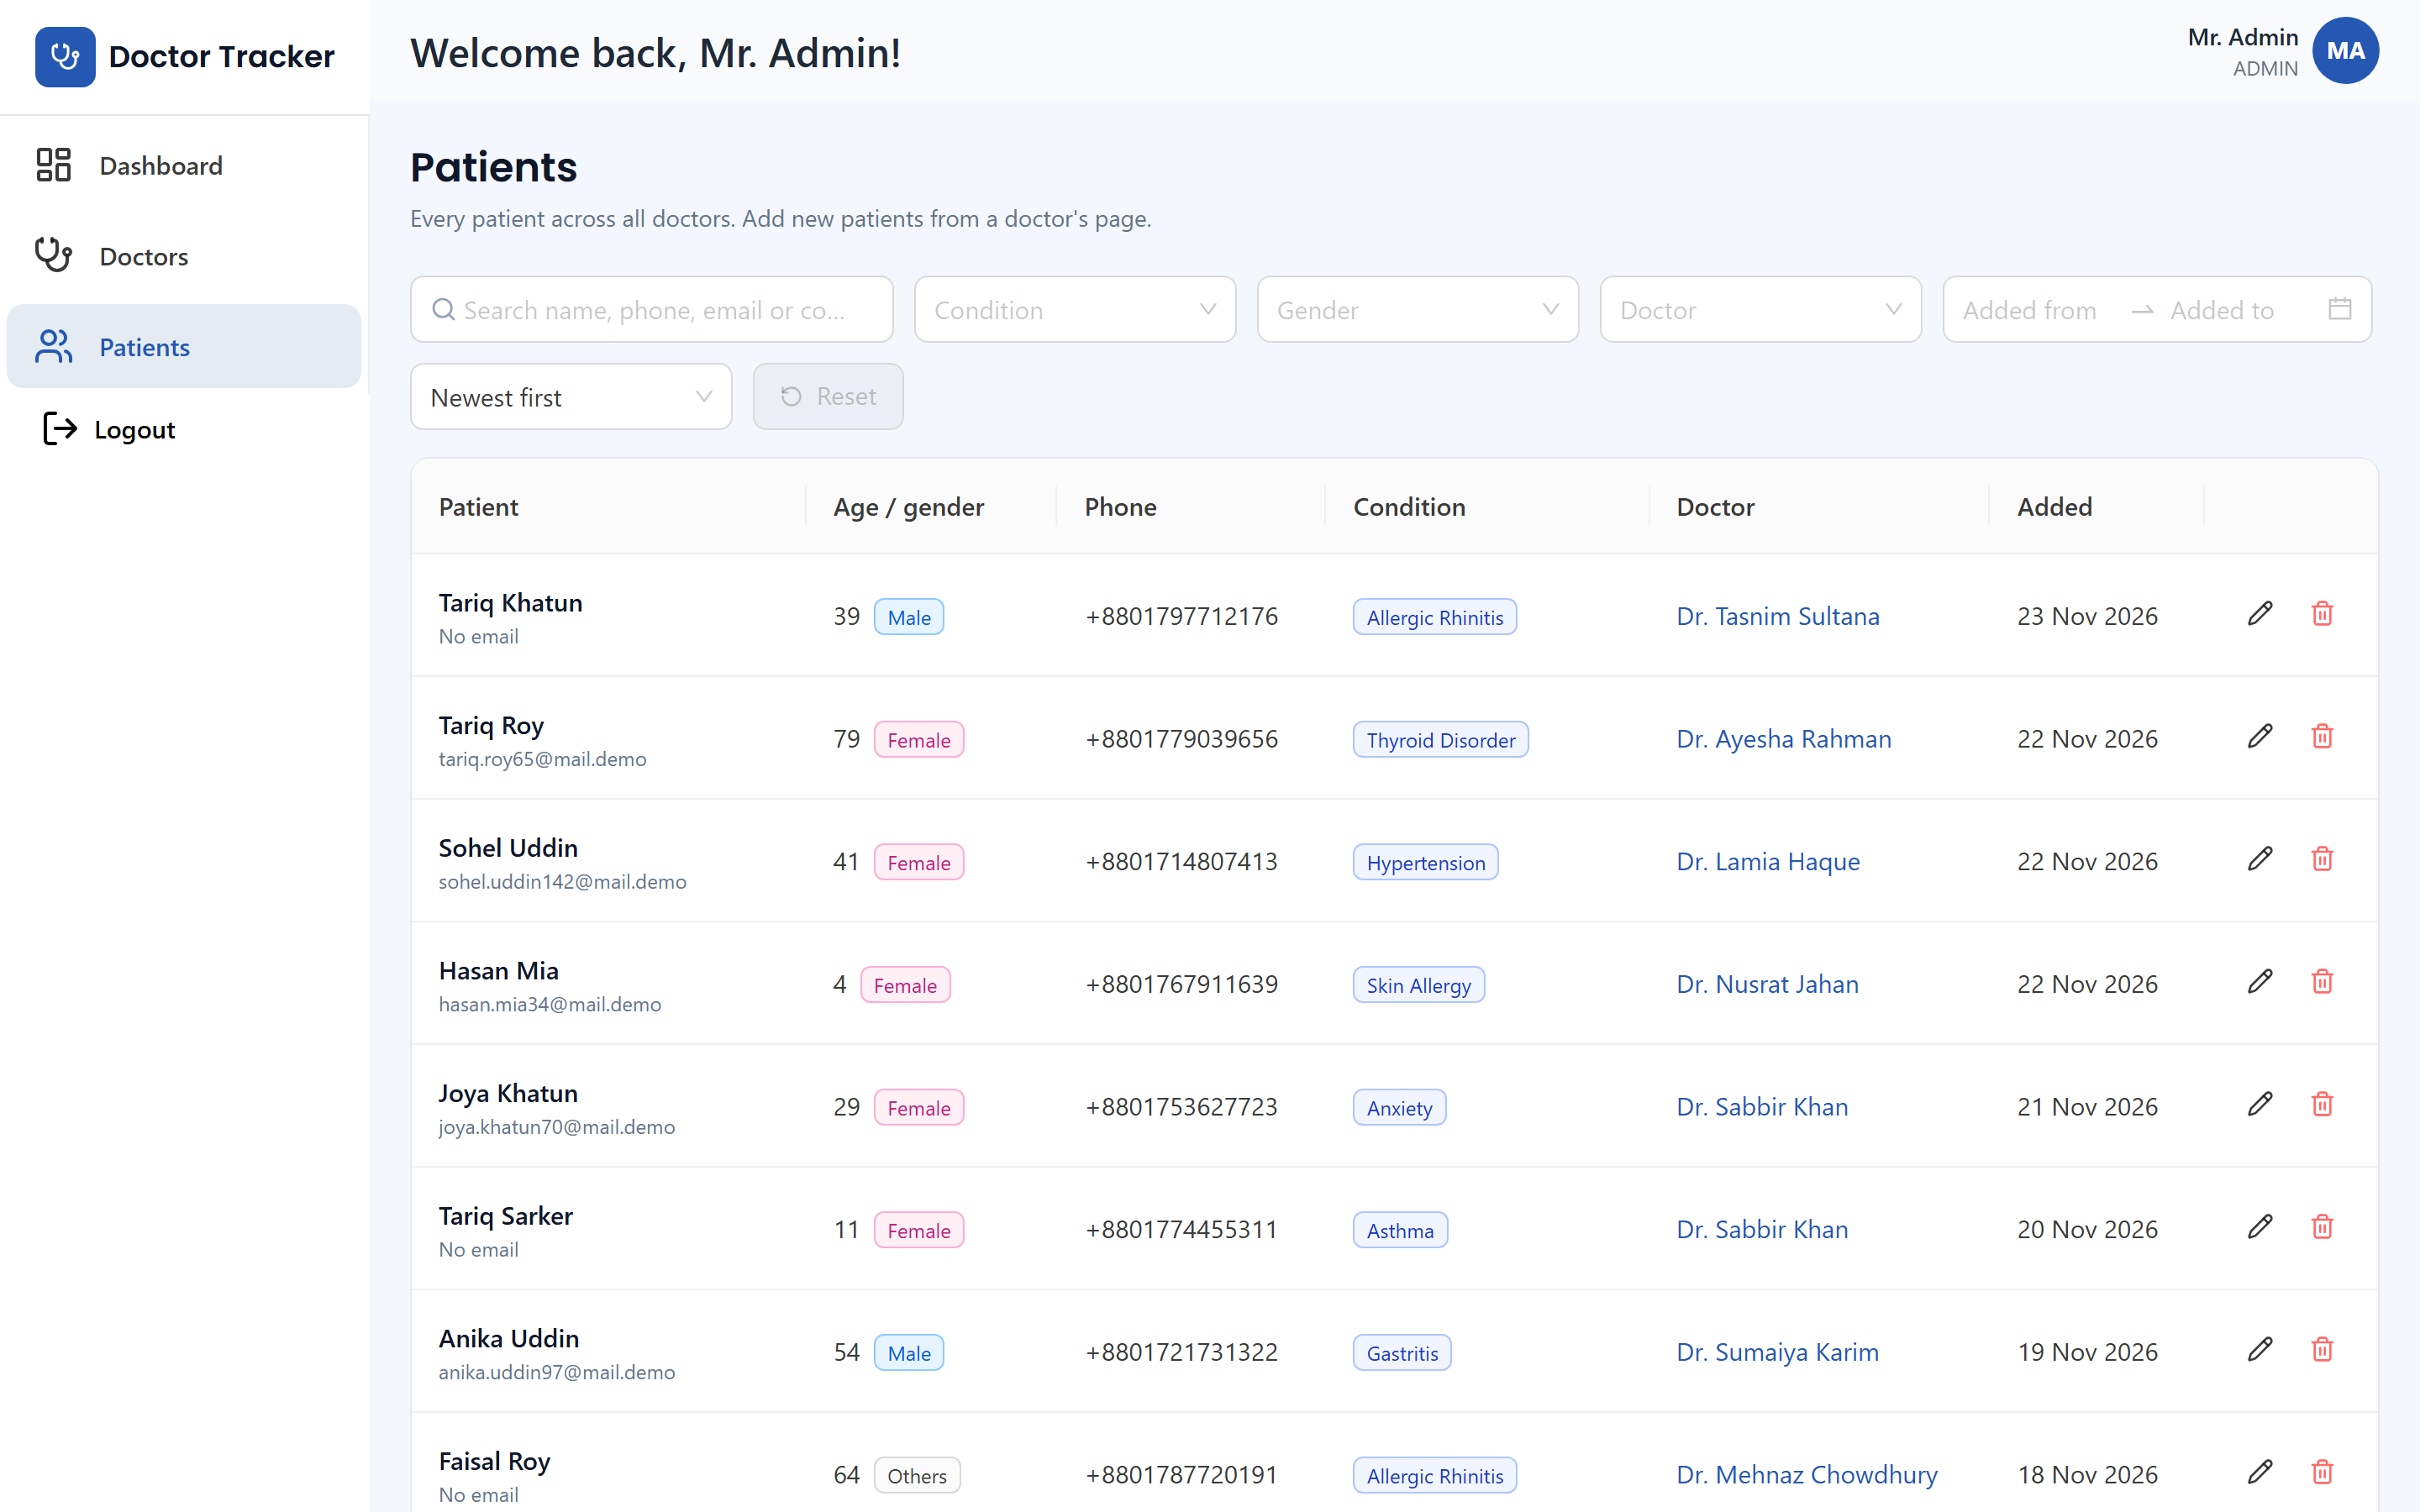 Doctor Tracker
Welcome back, Mr. Admin!
Mr. Admin
ADMIN
MA
Dashboard
Doctors
Patients
Logout
Patients
Every patient across all doctors. Add new patients from a doctor's page.
Search name, phone, email or co...
Condition
Gender
Doctor
Added from
Added to
Newest first
Reset
Patient Age / gender Phone Condition Doctor Added
Tariq Khatun 39 Male +8801797712176 Allergic Rhinitis Dr. Tasnim Sultana 23 Nov 2026
No email
Tariq Roy 79 Female +8801779039656 Thyroid Disorder Dr. Ayesha Rahman 22 Nov 2026
tariq.roy65@mail.demo
Sohel Uddin 41 Female +8801714807413 Hypertension Dr. Lamia Haque 22 Nov 2026
sohel.uddin142@mail.demo
Hasan Mia 4 Female +8801767911639 Skin Allergy Dr. Nusrat Jahan 22 Nov 2026
hasan.mia34@mail.demo
Joya Khatun 29 Female +8801753627723 Anxiety Dr. Sabbir Khan 21 Nov 2026
joya.khatun70@mail.demo
Tariq Sarker 11 Female +8801774455311 Asthma Dr. Sabbir Khan 20 Nov 2026
No email
Anika Uddin 54 Male +8801721731322 Gastritis Dr. Sumaiya Karim 19 Nov 2026
anika.uddin97@mail.demo
Faisal Roy 64 Others +8801787720191 Allergic Rhinitis Dr. Mehnaz Chowdhury 18 Nov 2026
No email